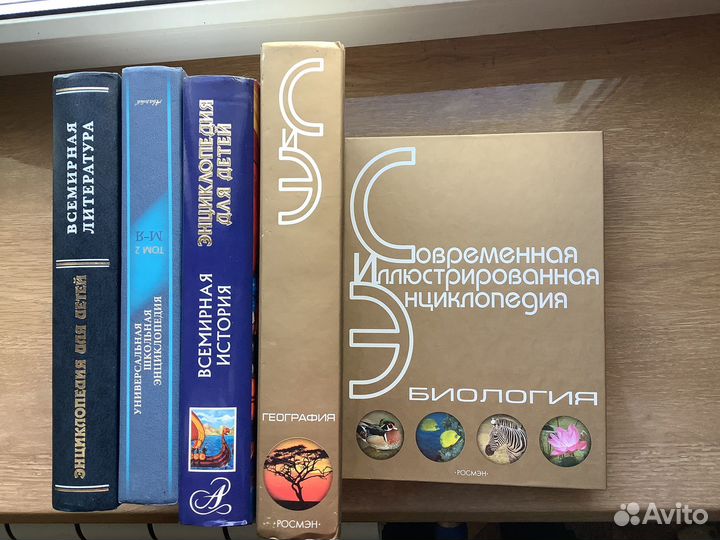 ВСЕМИРНАЯ
ЛИТЕРАТУРА
ЭНЦИКЛОПЕДИЯ ДЛЯ ДЕТЕЙ
Аванта+
ТОМ 2
М-Я
УНИВЕРСАЛЬНАЯ
ШКОЛЬНАЯ
ЭНЦИКЛОПЕДИЯ
ЭНЦИКЛОПЕДИЯ
ДЛЯ ДЕТЕЙ
ВСЕМИРНАЯ
ИСТОРИЯ
А
СИЭ
ГЕОГРАФИЯ
·РОСМЭН·
Современная
Иллюстрированная
Энциклопедия
БИОЛОГИЯ
·РОСМЭН·
Avito